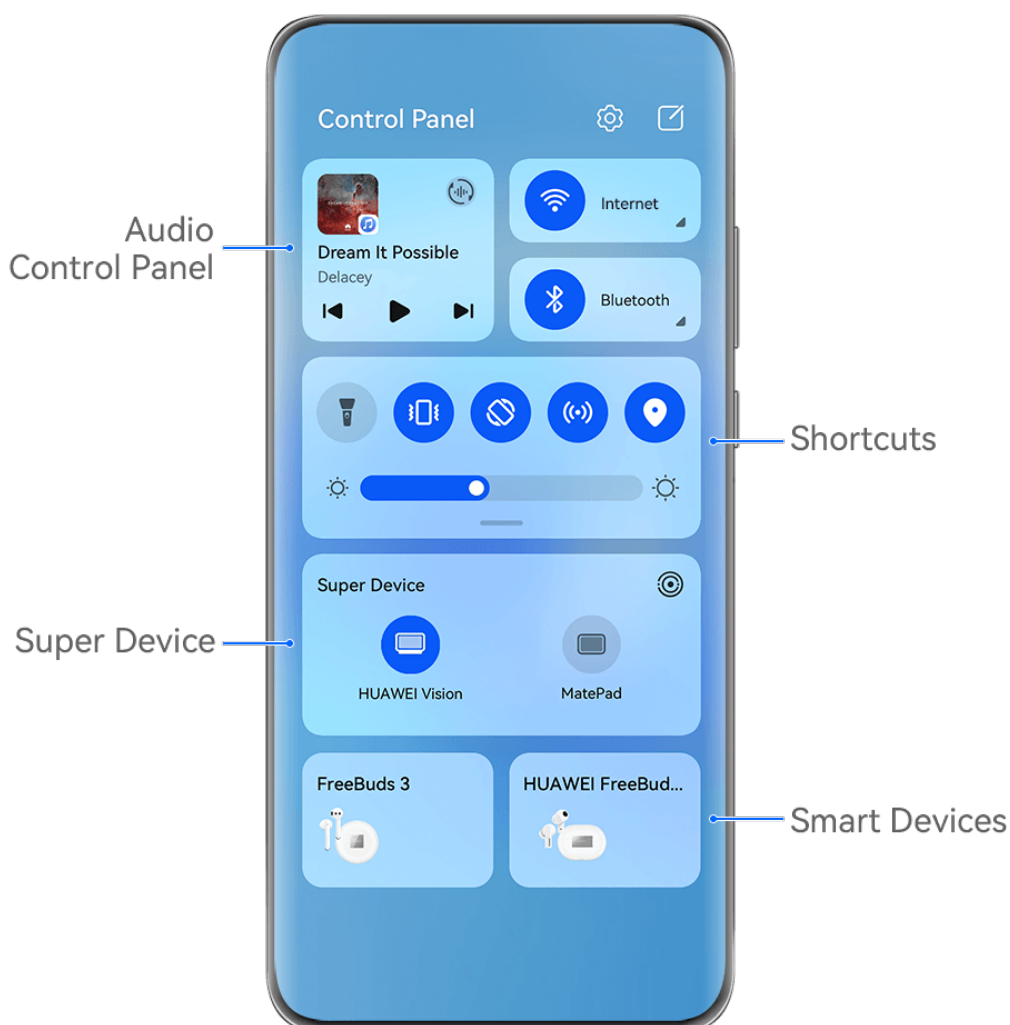 Control Panel
Audio
Control Panel
Dream It Possible
Delacey
Internet
Bluetooth
Shortcuts
Super Device
Super Device
HUAWEI Vision
MatePad
FreeBuds 3
HUAWEI FreeBud...
Smart Devices